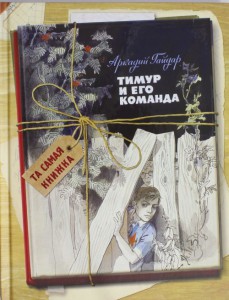 Аркадий Гайдар
ТИМУР
И ЕГО
КОМАНДА
ТА САМАЯ
КНИЖКА